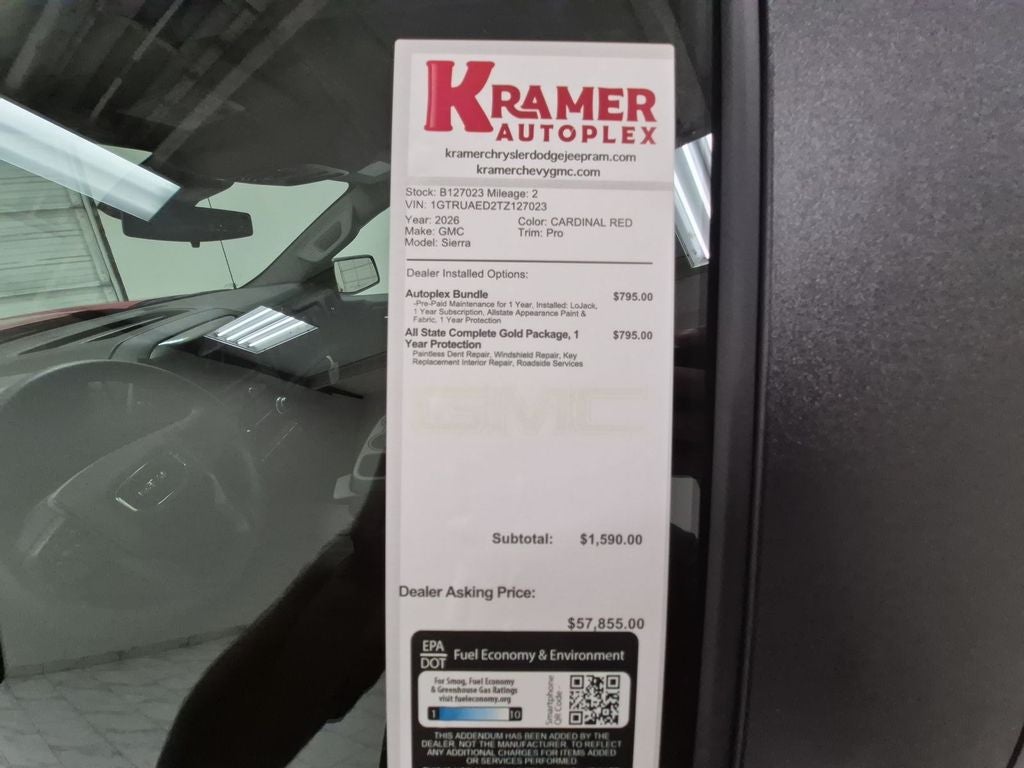 KRAMER
AUTOPLEX
kramerchryslerdodgejeepram.com
kramerchevygmc.com
Stock: B127023 Mileage: 2
VIN: 1GTRUAED2TZ127023
Year: 2026 Color: CARDINAL RED
Make: GMC Trim: Pro
Model: Sierra
Dealer Installed Options:
Autoplex Bundle $795.00
-Pre-Paid Maintenance for 1 Year, Installed: LoJack,
1 Year Subscription, Allstate Appearance Paint &
Fabric, 1 Year Protection
All State Complete Gold Package, 1 $795.00
Year Protection
Paintless Dent Repair, Windshield Repair, Key
Replacement Interior Repair, Roadside Services
GMC
Subtotal: $1,590.00
Dealer Asking Price:
$57,855.00
EPA
DOT Fuel Economy & Environment
For Smog, Fuel Economy
& Greenhouse Gas Ratings
visit fueleconomy.org
1 10
Smartphone
QR Code
THIS ADDENDUM HAS BEEN ADDED BY THE
DEALER, NOT THE MANUFACTURER, TO REFLECT
ANY ADDITIONAL CHARGES FOR ITEMS ADDED
OR SERVICES PERFORMED